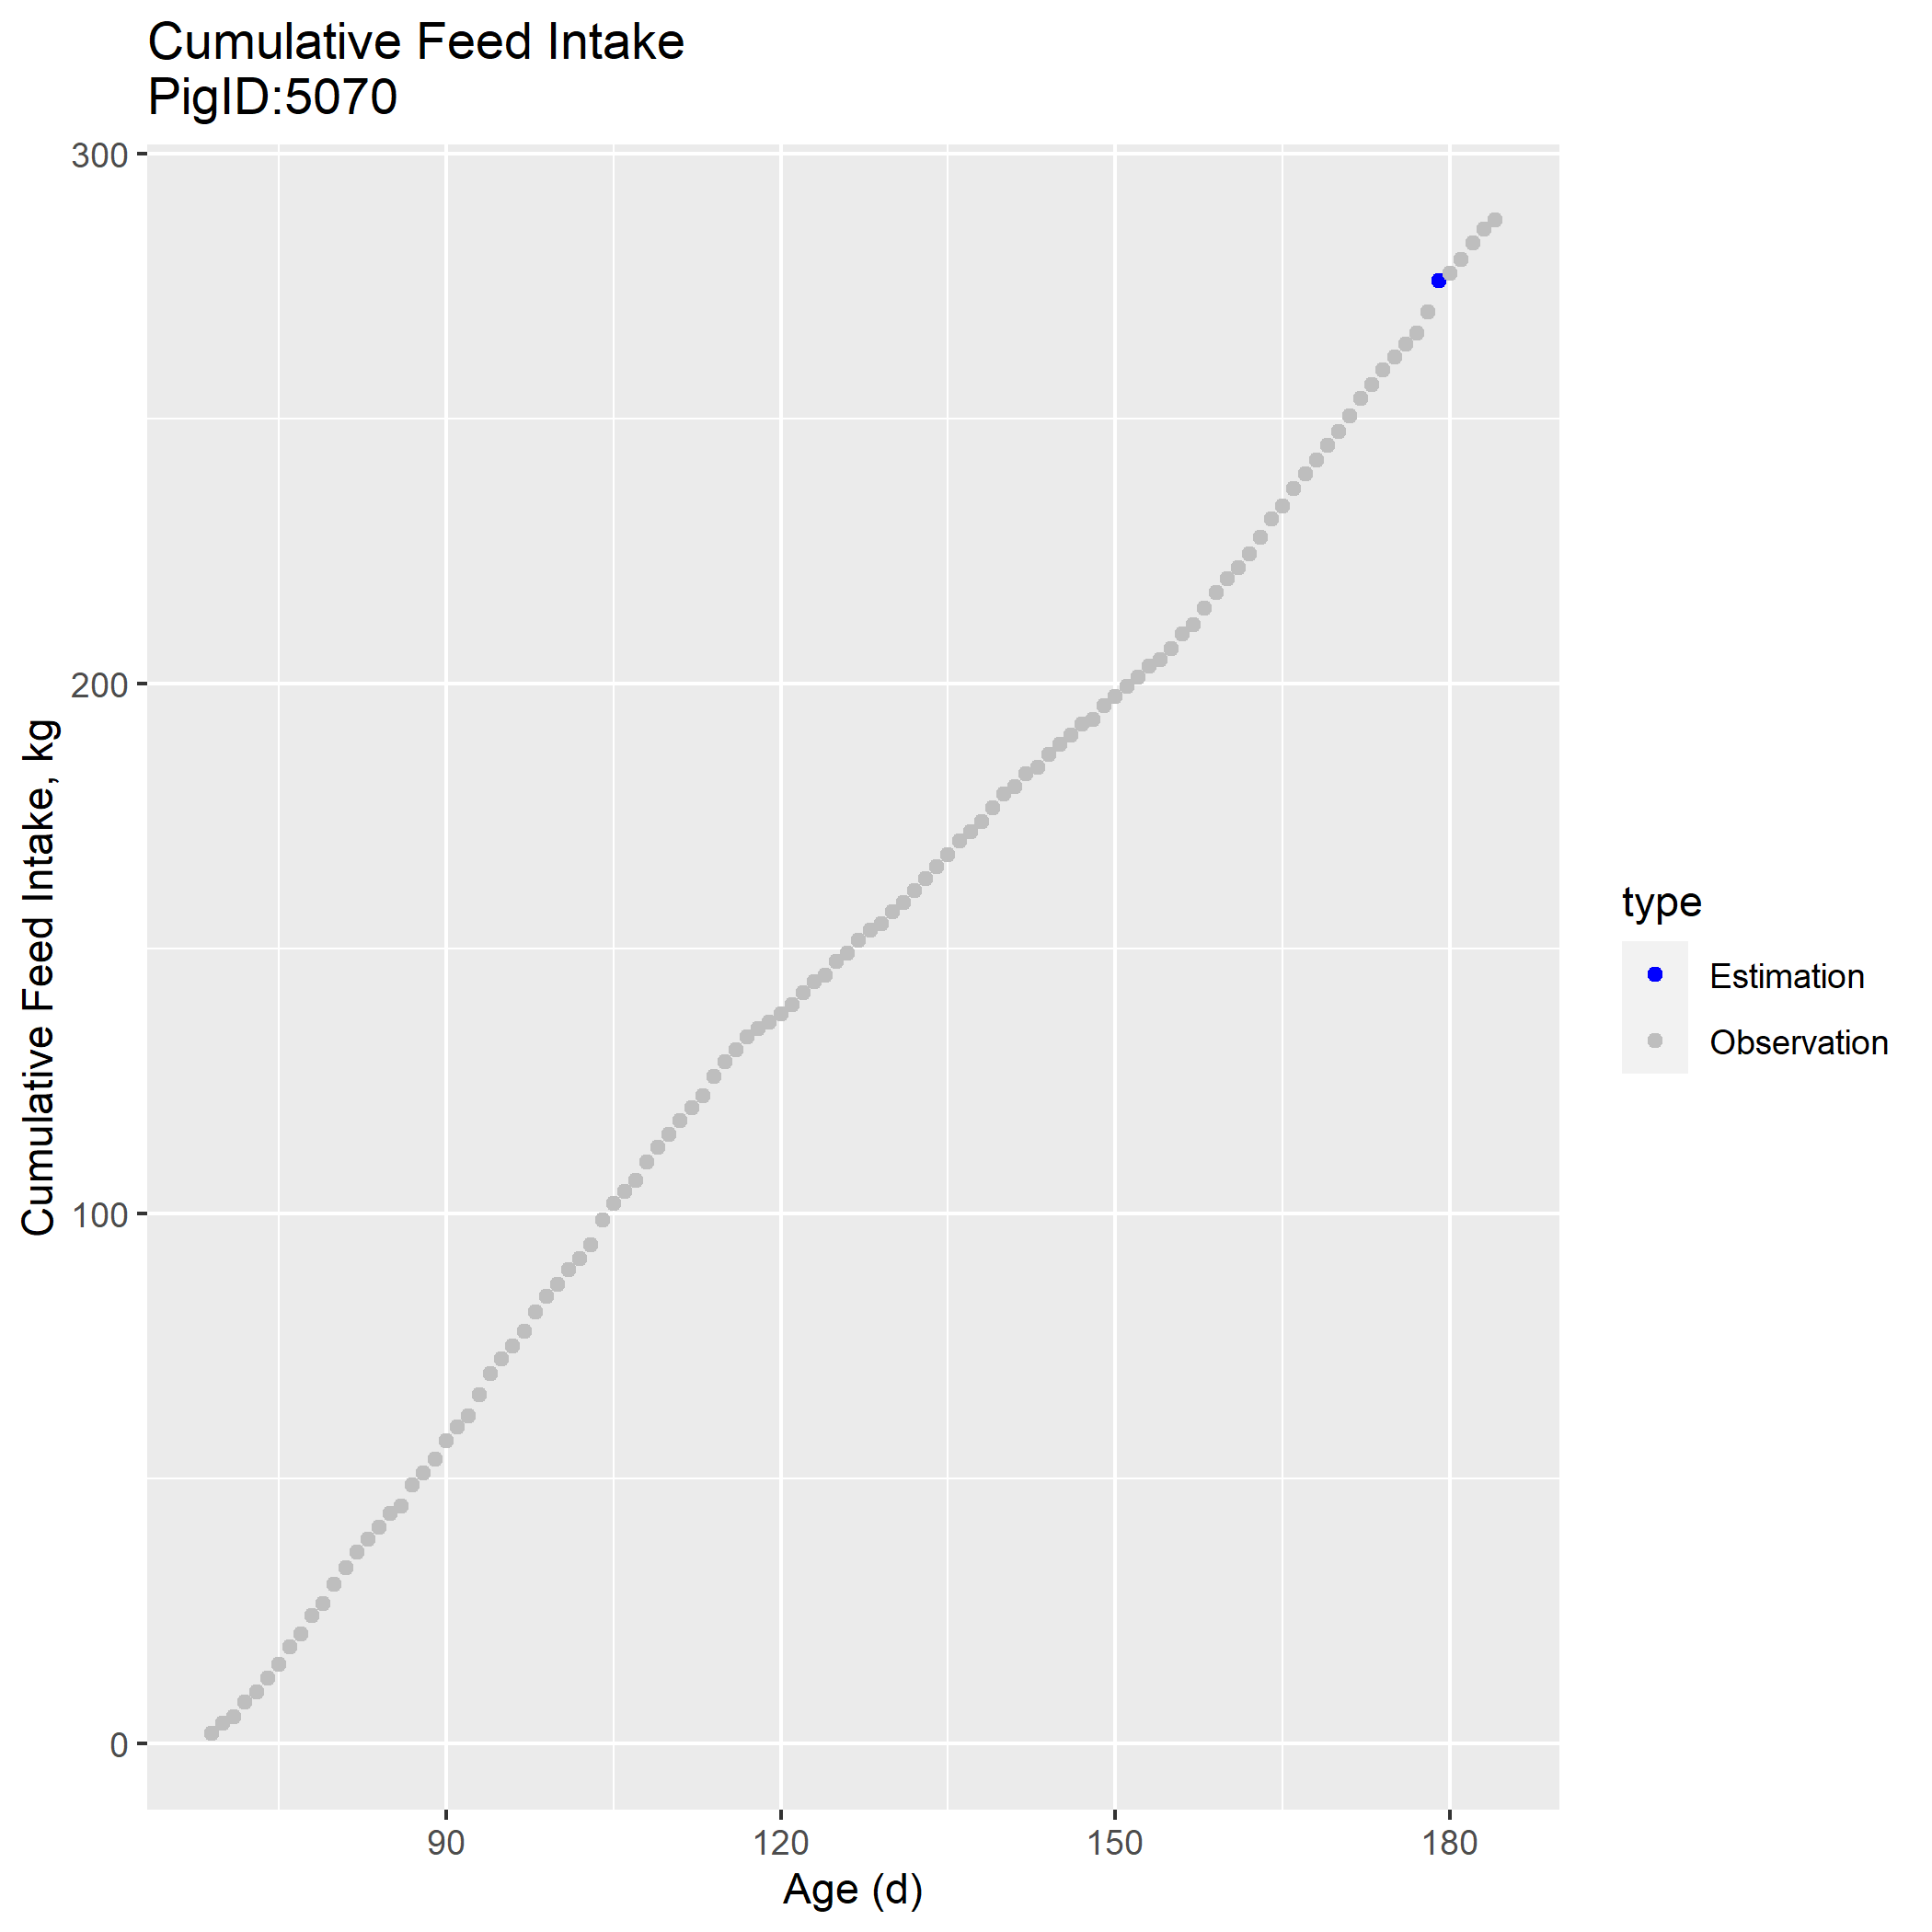 Cumulative Feed Intake
PigID:5070
300
200
100
0
Cumulative Feed Intake, kg
90
120
150
180
Age (d)
type
Estimation
Observation